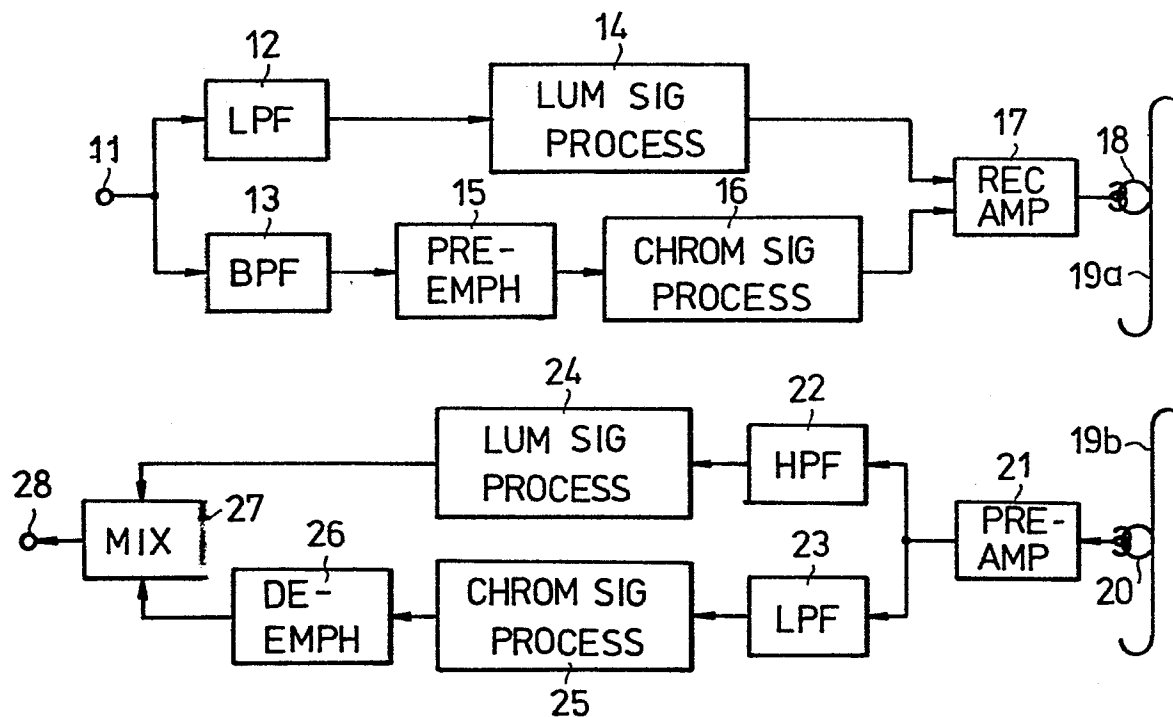 12
LPF
14
LUM SIG
PROCESS
11
13
BPF
15
PRE-
EMPH
16
CHROM SIG
PROCESS
17
REC
AMP
18
19a
24
LUM SIG
PROCESS
22
HPF
19b
21
PRE-
AMP
20
28
MIX
27
26
DE-
EMPH
CHROM SIG
PROCESS
25
23
LPF